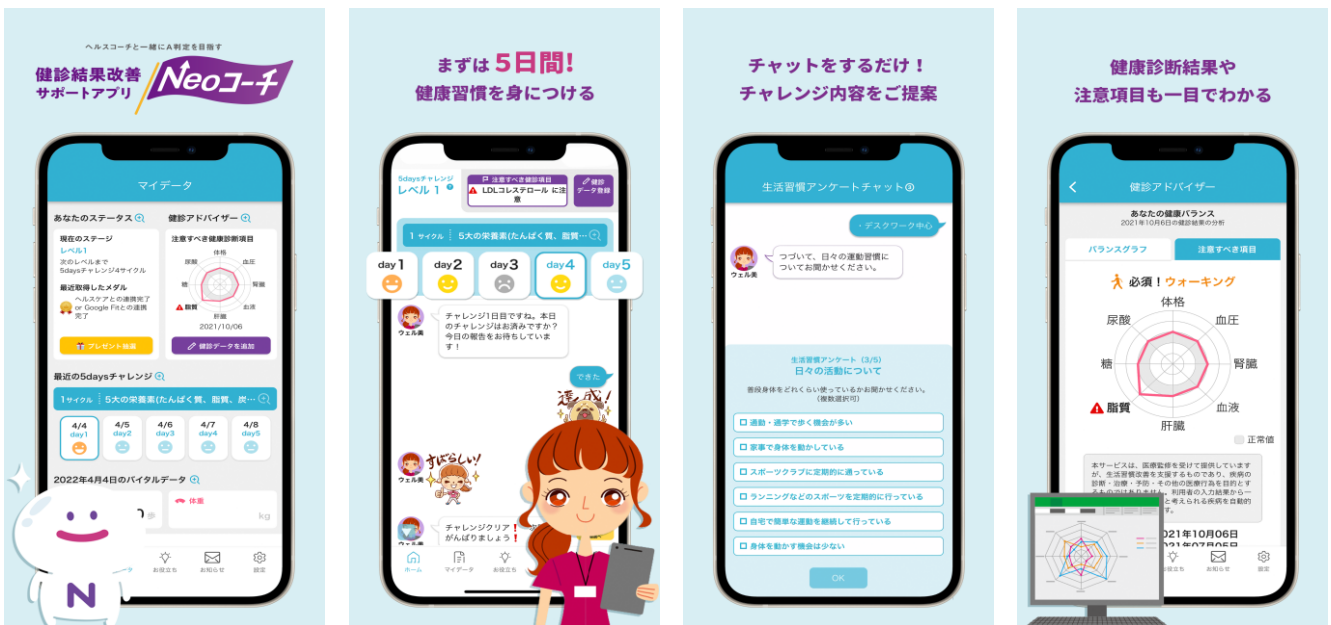 ヘルスコーチと一緒にA判定を目指す
健診結果改善
サポートアプリ
Neoコーチ
マイデータ
あなたのステータス
健診アドバイザー
現在のステージ
レベル1
次のレベルまで
5daysチャレンジ4サイクル
最近取得したメダル
ヘルスケアとの連携完了
or Google Fitとの連携
完了
プレゼント抽選
注意すべき健康診断項目
体格
尿酸
血圧
糖
腎臓
脂質
血液
肝臓
2021/10/06
健診データを追加
最近の5daysチャレンジ
1サイクル 5大の栄養素(たんぱく質、脂質、炭…
4/4
day1
4/5
day2
4/6
day3
4/7
day4
4/8
day5
2022年4月4日のバイタルデータ
体重
kg
お役立ち
お知らせ
設定
N
まずは5日間!
健康習慣を身につける
5daysチャレンジ
レベル 1
注意すべき健診項目
LDLコレステロール に注
意
健診
データ登録
1 サイクル 5大の栄養素(たんぱく質、脂質…
day1
day2
day3
day4
day5
チャレンジ1日目ですね。本日
のチャレンジはお済みですか?
今日の報告をお待ちしていま
す!
ウェル美
できた
達成!
すばらしい!
ウェル美
チャレンジクリア!
がんばりましょう!
ウェル美
ホーム
マイデータ
お役立ち
チャットをするだけ!
チャレンジ内容をご提案
生活習慣アンケートチャット
・デスクワーク中心
つづいて、日々の運動習慣に
ついてお聞かせください。
ウェル美
生活習慣アンケート (3/5)
日々の活動について
普段身体をどれくらい使っているかお聞かせください。
(複数選択可)
通勤・通学で歩く機会が多い
家事で身体を動かしている
スポーツクラブに定期的に通っている
ランニングなどのスポーツを定期的に行っている
自宅で簡単な運動を継続して行っている
身体を動かす機会は少ない
OK
健康診断結果や
注意項目も一目でわかる
健診アドバイザー
あなたの健康バランス
2021年10月6日の健診結果の分析
バランスグラフ
注意すべき項目
必須!ウォーキング
体格
尿酸
血圧
糖
腎臓
脂質
血液
肝臓
正常値
本サービスは、医療監修を受けて提供しています
が、生活習慣改善を支援するものであり、疾病の
診断・治療・予防・その他の医療行為を目的とす
るものではありません。利用者の入力結果から一
と考えられる疾病を自動的
す。
2021年10月06日
お役立ち
お知らせ
設定